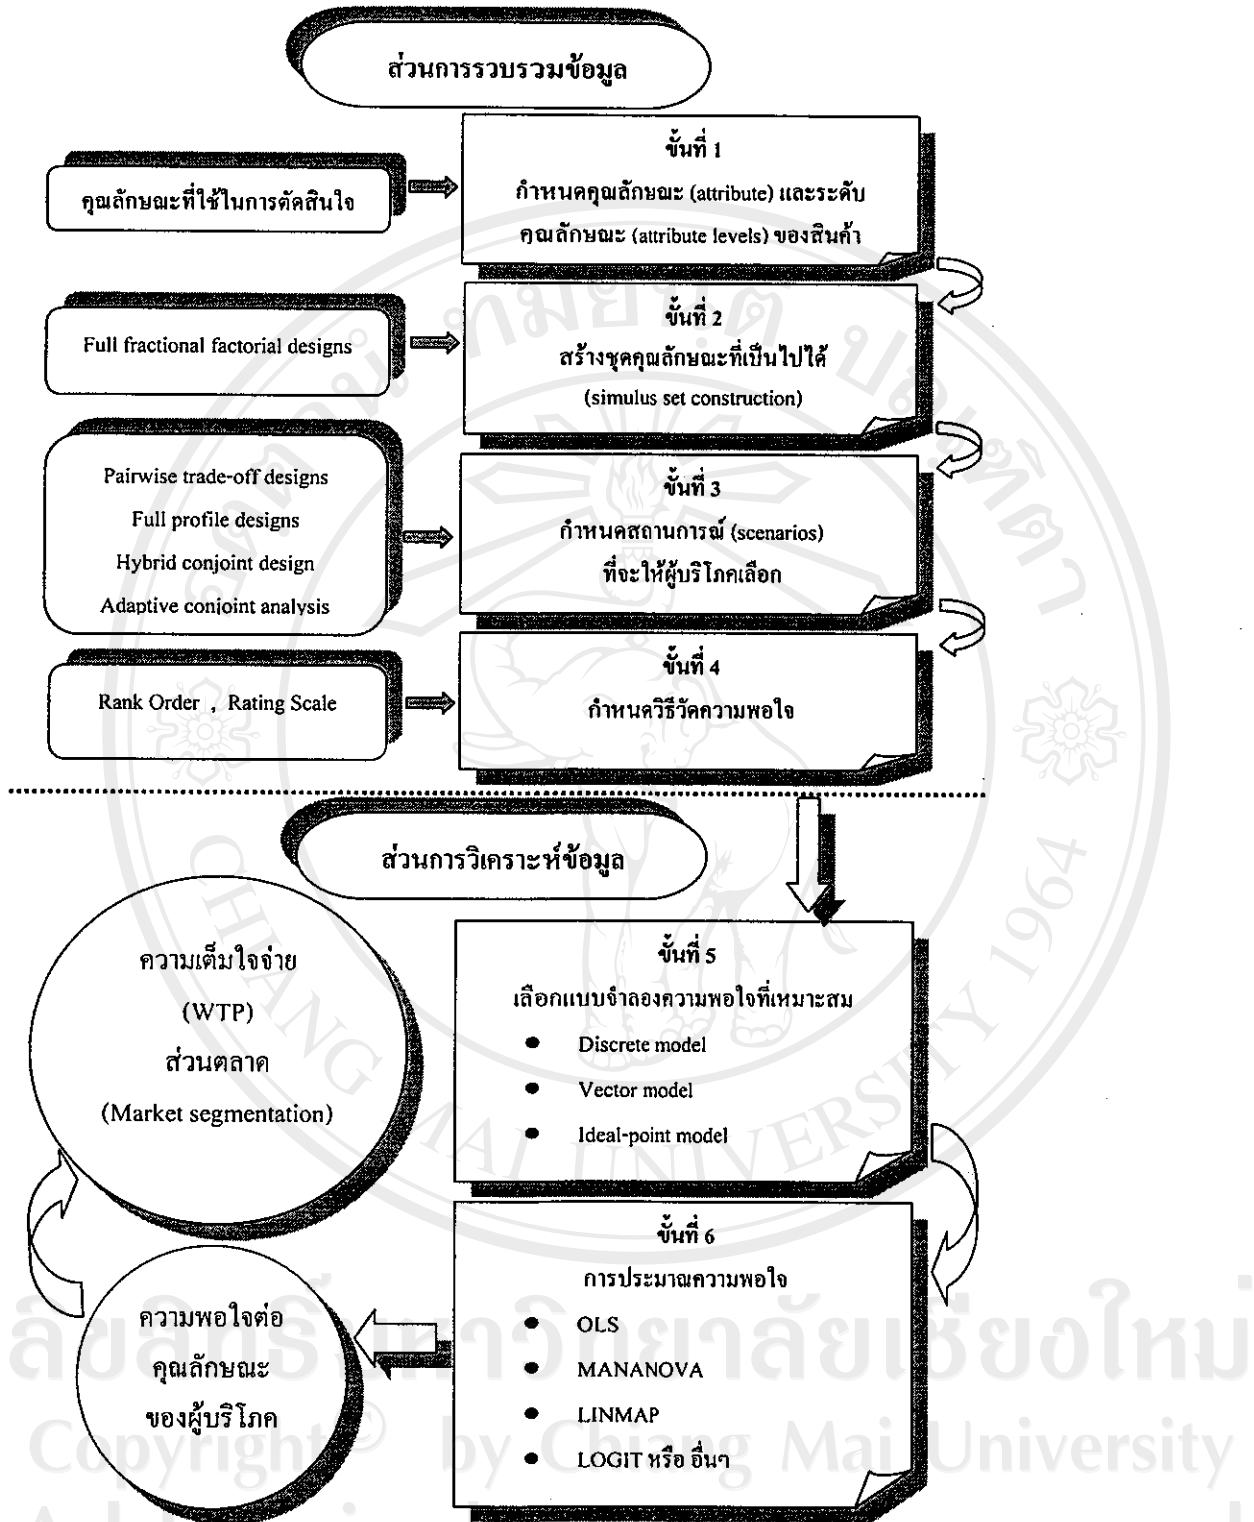 ส่วนการรวบรวมข้อมูล
คุณลักษณะที่ใช้ในการตัดสินใจ
ขั้นที่ 1
กำหนดคุณลักษณะ (attribute) และระดับ
คุณลักษณะ (attribute levels) ของสินค้า
Full fractional factorial designs
ขั้นที่ 2
สร้างชุดคุณลักษณะที่เป็นไปได้
(simulus set construction)
Pairwise trade-off designs
Full profile designs
Hybrid conjoint design
Adaptive conjoint analysis
ขั้นที่ 3
กำหนดสถานการณ์ (scenarios)
ที่จะให้ผู้บริโภคเลือก
Rank Order , Rating Scale
ขั้นที่ 4
กำหนดวิธีวัดความพอใจ
ส่วนการวิเคราะห์ข้อมูล
ความเต็มใจจ่าย
(WTP)
ส่วนตลาด
(Market segmentation)
ขั้นที่ 5
เลือกแบบจำลองความพอใจที่เหมาะสม
● Discrete model
● Vector model
● Ideal-point model
ขั้นที่ 6
การประมาณความพอใจ
● OLS
● MANANOVA
● LINMAP
● LOGIT หรือ อื่นๆ
ความพอใจต่อ
คุณลักษณะ
ของผู้บริโภค
CHIANG MAI UNIVERSITY 1964
ลิขสิทธิ์มหาวิทยาลัยเชียงใหม่
Copyright© by Chiang Mai University